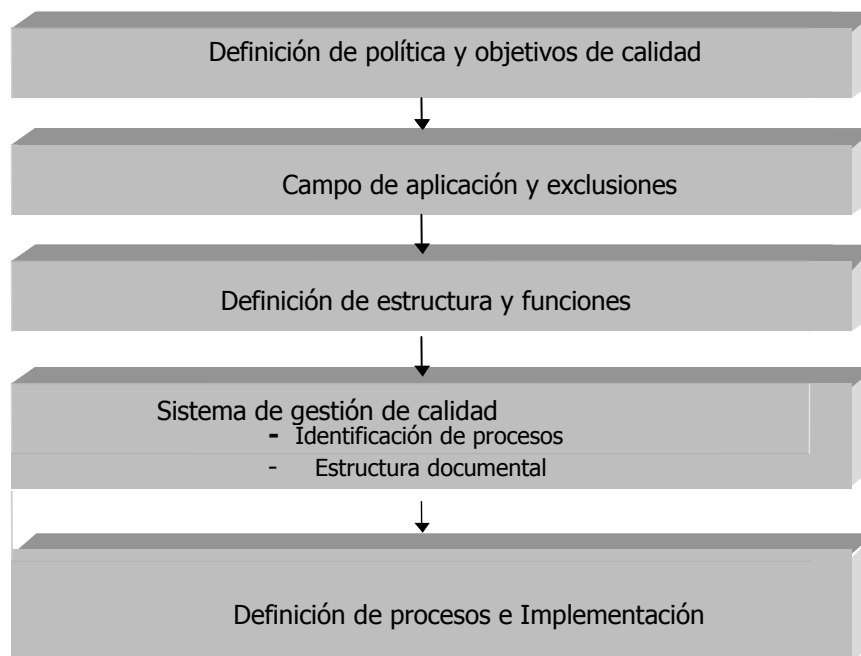 Definición de política y objetivos de calidad
Campo de aplicación y exclusiones
Definición de estructura y funciones
Sistema de gestión de calidad
- Identificación de procesos
- Estructura documental
Definición de procesos e Implementación